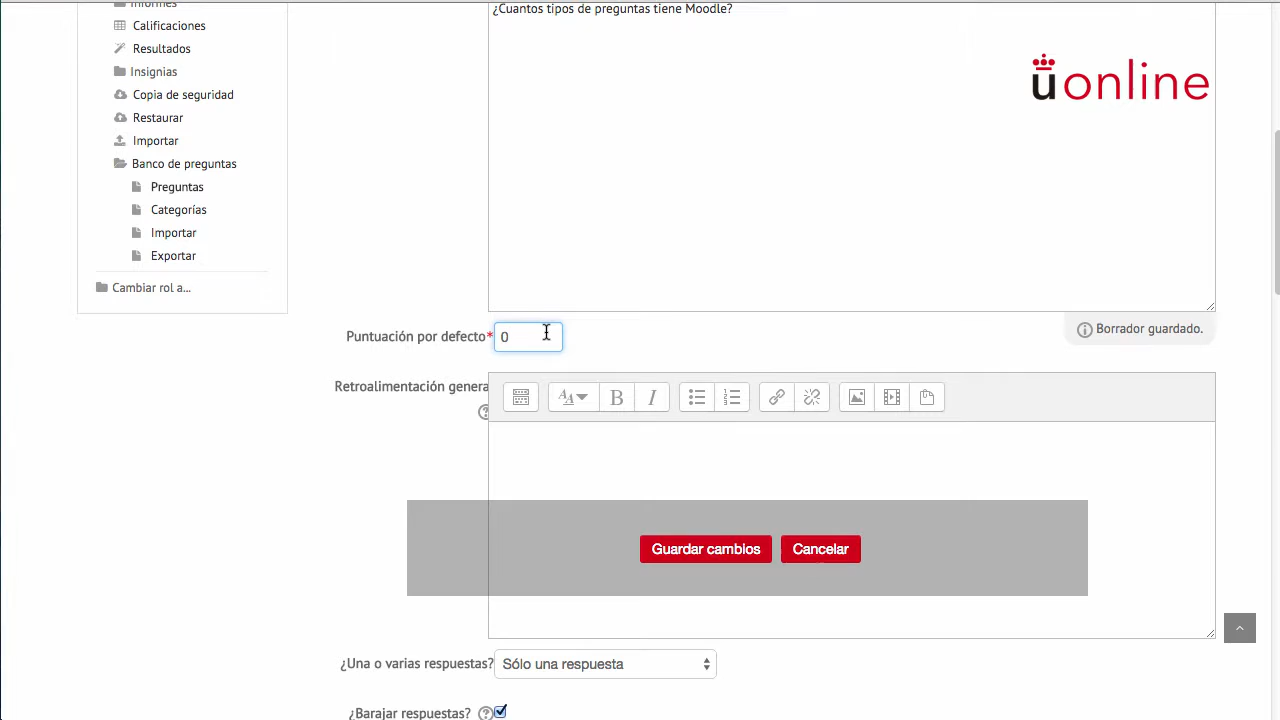 Informes
Calificaciones
Resultados
Insignias
Copia de seguridad
Restaurar
Importar
Banco de preguntas
Preguntas
Categorías
Importar
Exportar
Cambiar rol a...
¿Cuantos tipos de preguntas tiene Moodle?
uonline
Puntuación por defecto*
0
Borrador guardado.
Retroalimentación genera
Guardar cambios
Cancelar
¿Una o varias respuestas?
Sólo una respuesta
¿Barajar respuestas?